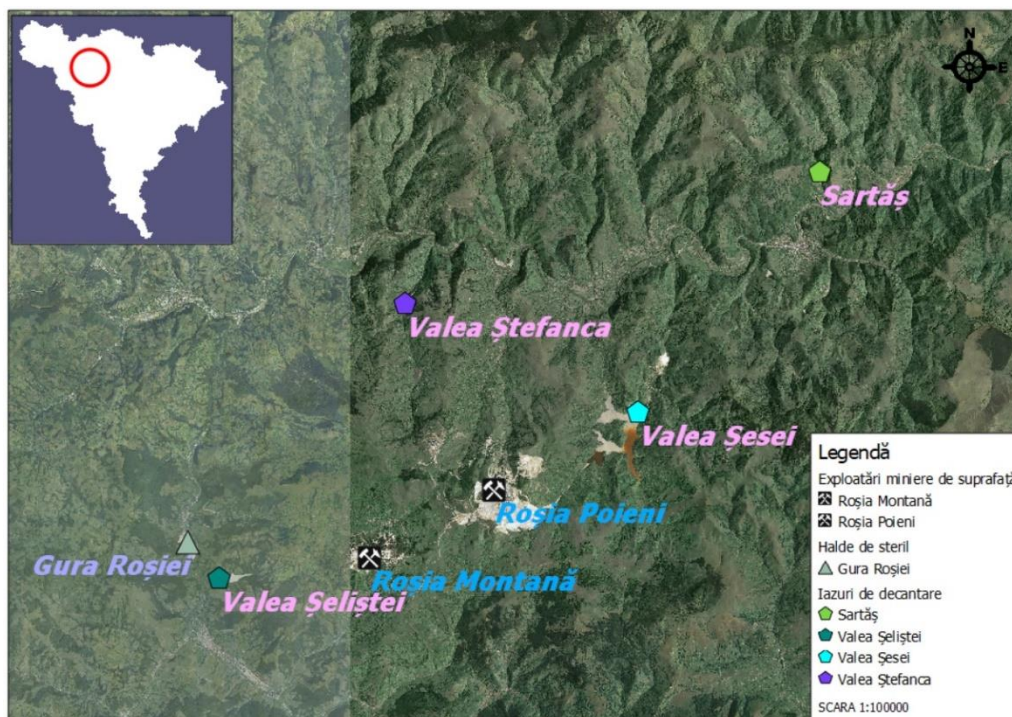 N
E
Sartăș
Valea Ștefanca
Valea Șesei
Roșia Poieni
Gura Roșiei
Roșia Montană
Valea Șeliștei
Legendă
Exploatări miniere de suprafață
Roșia Montană
Roșia Poieni
Halde de steril
Gura Roșiei
Iazuri de decantare
Sartăș
Valea Șeliștei
Valea Șesei
Valea Ștefanca
SCARA 1:100000